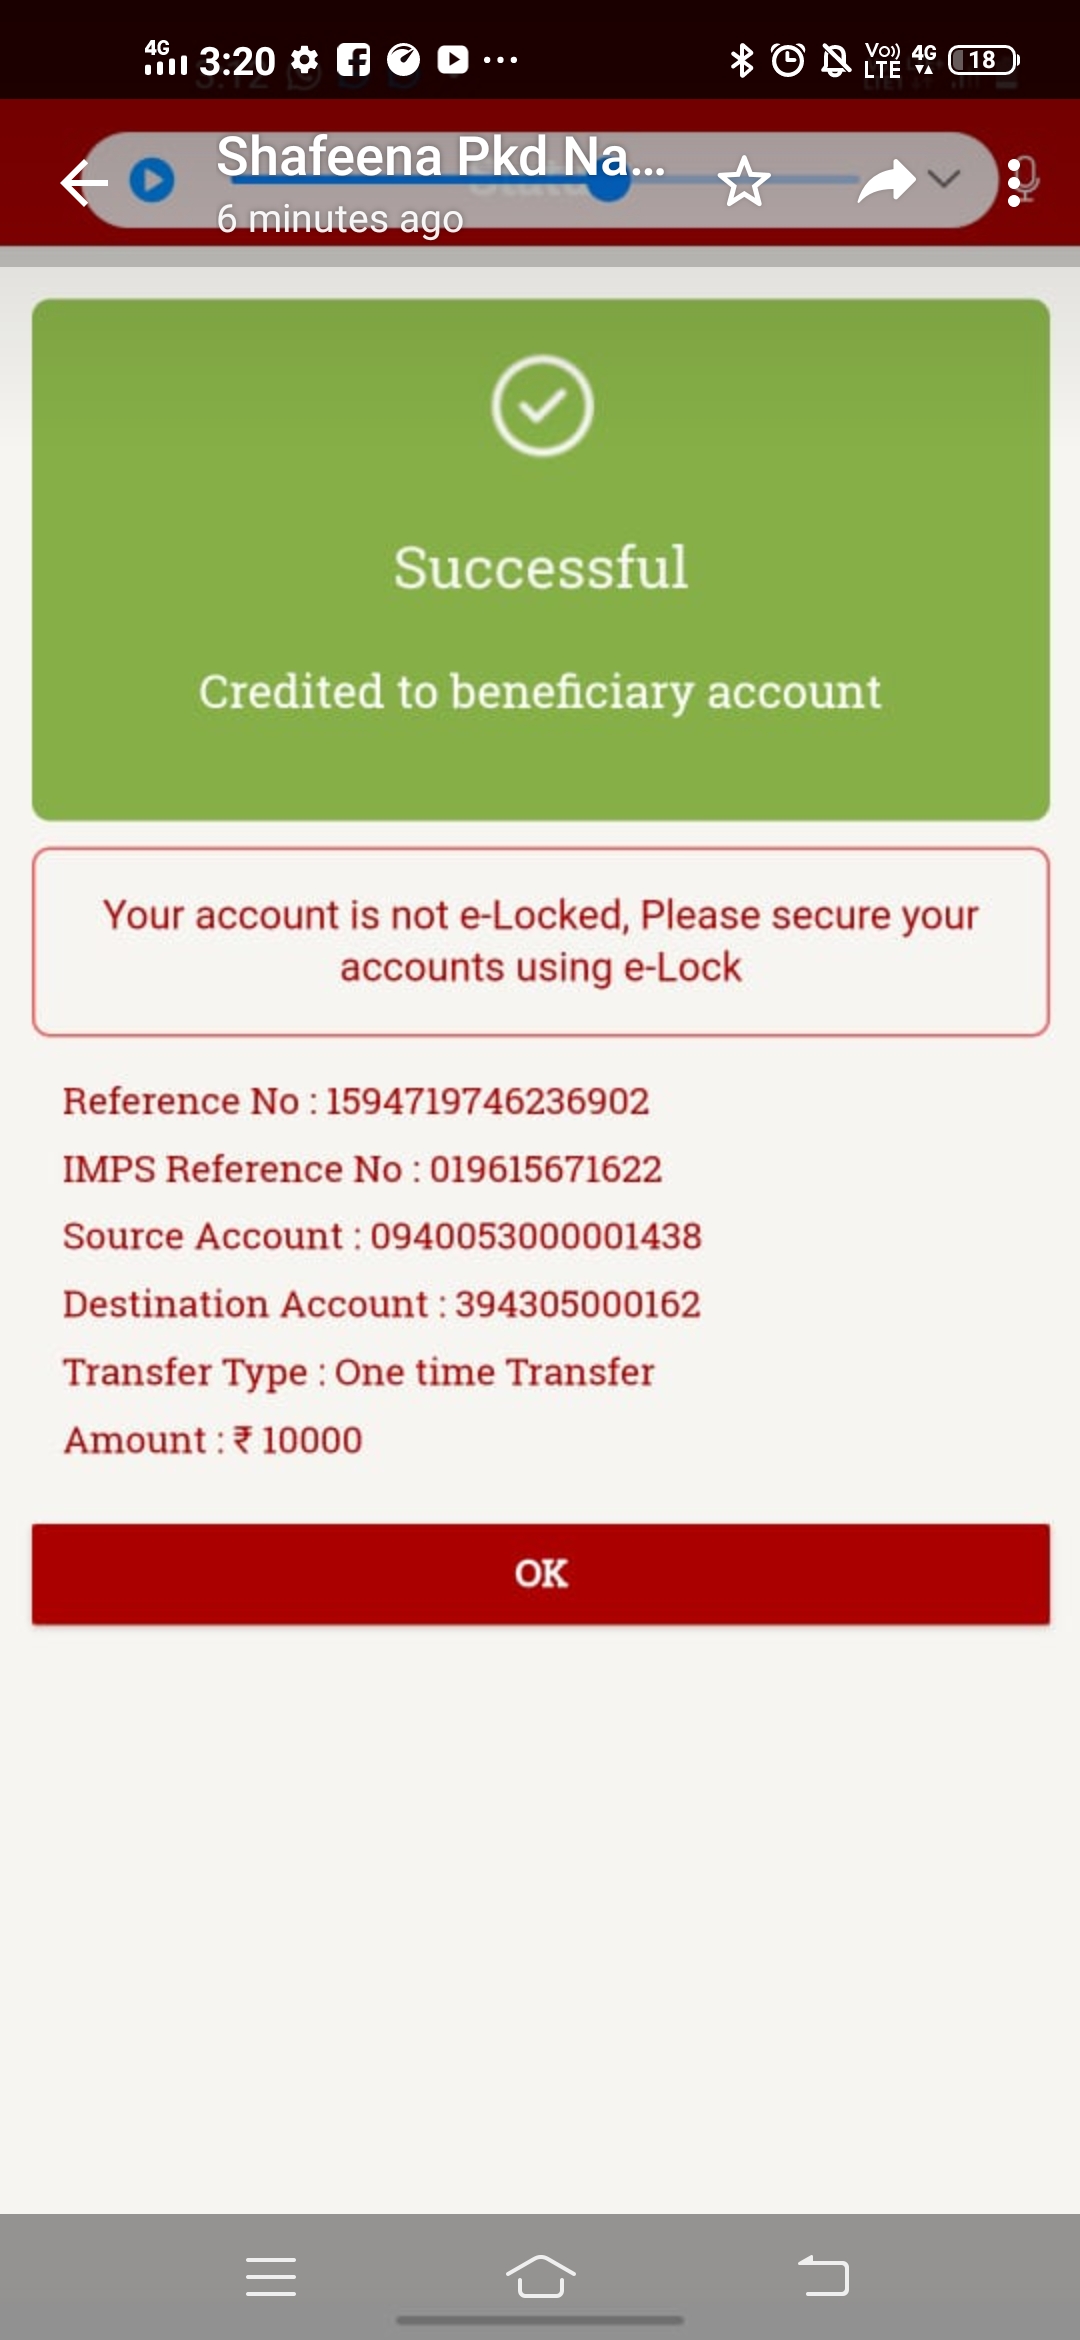 4G 3:20 ... Vo)) LTE 4G 18
Shafeena Pkd Na...
6 minutes ago
Successful
Credited to beneficiary account
Your account is not e-Locked, Please secure your
accounts using e-Lock
Reference No : 1594719746236902
IMPS Reference No : 019615671622
Source Account : 0940053000001438
Destination Account : 394305000162
Transfer Type : One time Transfer
Amount : ₹ 10000
OK